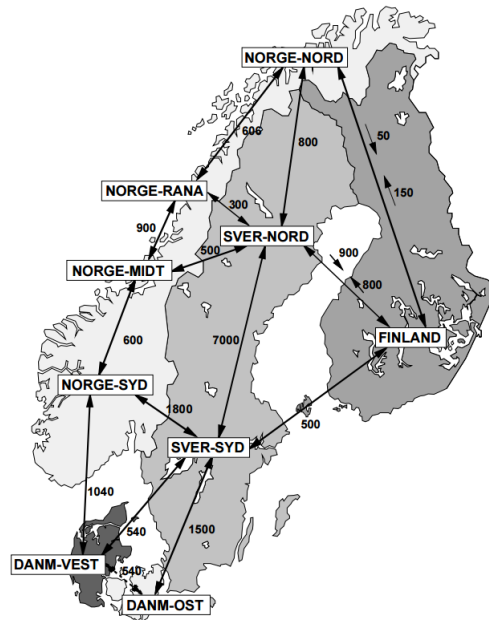 NORGE-NORD
606
800
50
150
NORGE-RANA
300
900
500
SVER-NORD
900
NORGE-MIDT
800
600
7000
FINLAND
NORGE-SYD
1800
500
SVER-SYD
1040
1500
540
DANM-VEST
540
DANM-OST